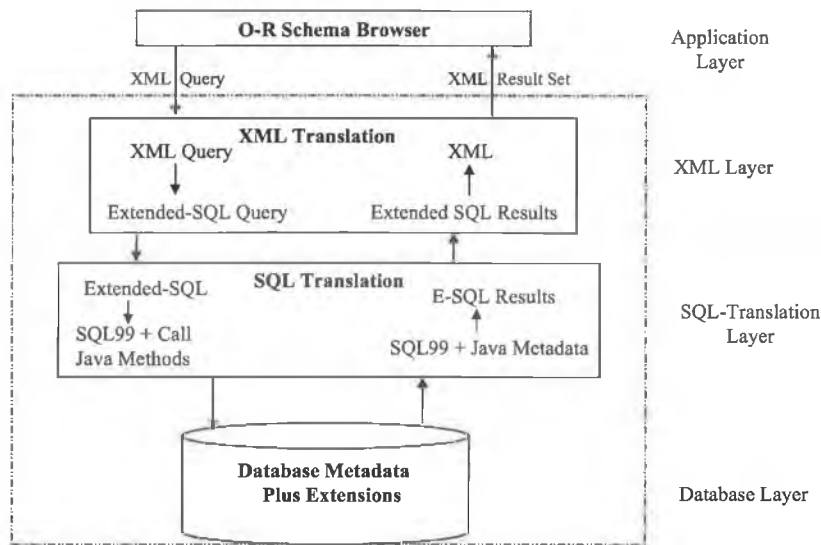 O-R Schema Browser
Application
Layer
XML Query
XML Result Set
XML Translation
XML Query
XML
XML Layer
Extended-SQL Query
Extended SQL Results
SQL Translation
Extended-SQL
E-SQL Results
SQL-Translation
Layer
SQL99 + Call
Java Methods
SQL99 + Java Metadata
Database Metadata
Plus Extensions
Database Layer